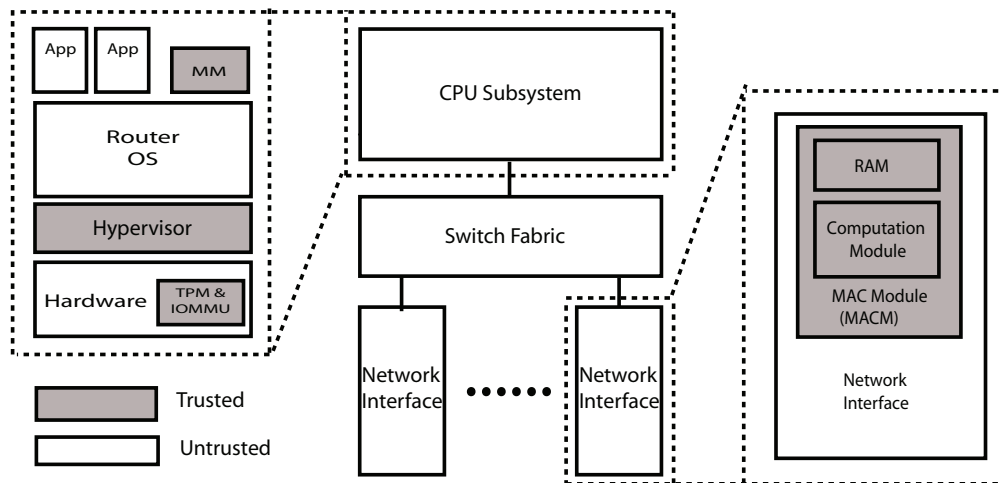 App
App
MM
Router
OS
Hypervisor
Hardware
TPM &
IOMMU
Trusted
Untrusted
CPU Subsystem
Switch Fabric
Network
Interface
Network
Interface
RAM
Computation
Module
MAC Module
(MACM)
Network
Interface